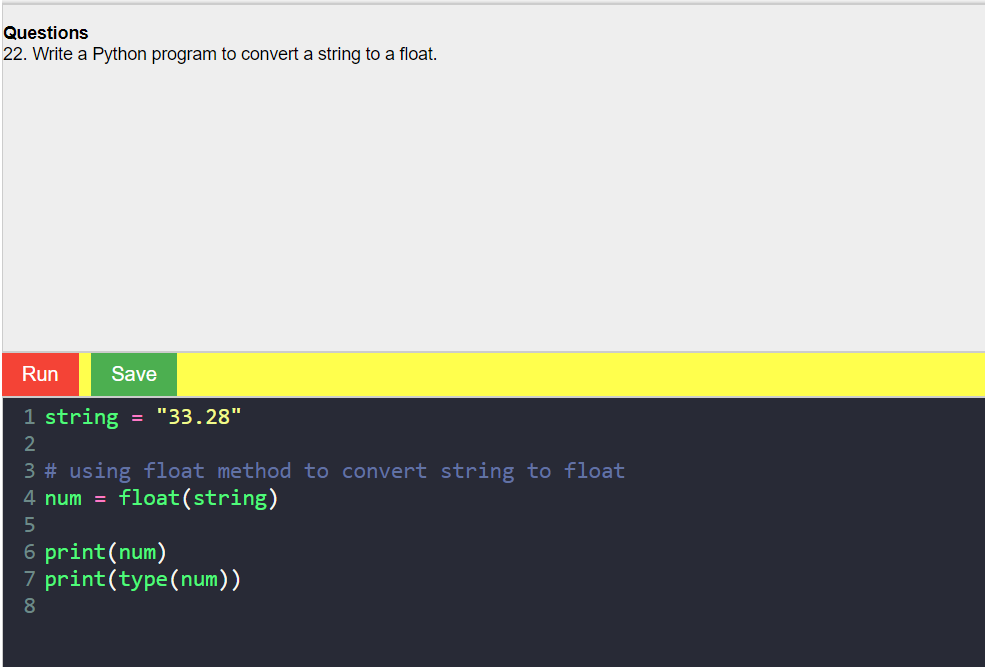 Questions
22. Write a Python program to convert a string to a float.
Run Save
1 string = "33.28"
2
3 # using float method to convert string to float
4 num = float(string)
5
6 print(num)
7 print(type(num))
8